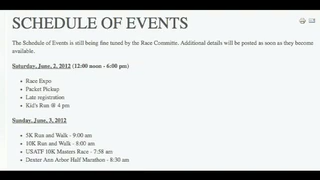 SCHEDULE OF EVENTS
The Schedule of Events is still being fine tuned by the Race Committe. Additional details will be posted as soon as they become
available.
Saturday, June, 2, 2012 (12:00 noon - 6:00 pm)
Race Expo
Packet Pickup
Late registration
Kid's Run @ 4 pm
Sunday, June, 3, 2012
5K Run and Walk - 9:00 am
10K Run and Walk - 8:00 am
USATF 10K Masters Race - 7:58 am
Dexter Ann Arbor Half Marathon - 8:30 am